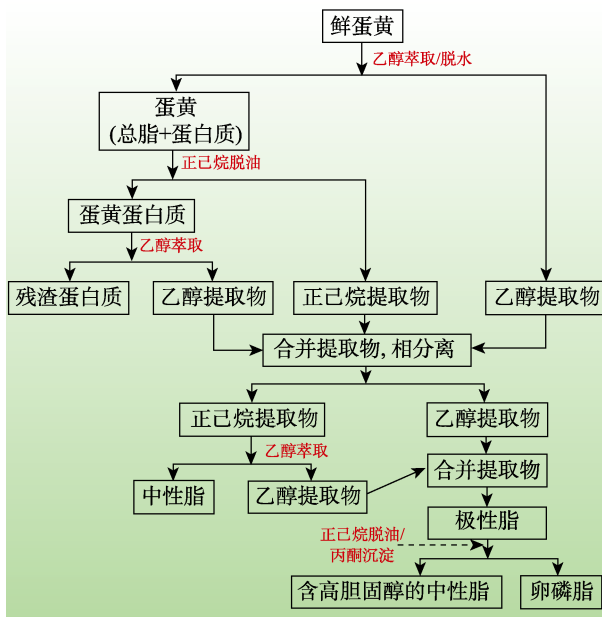 鲜蛋黄
乙醇萃取/脱水
蛋黄
(总脂+蛋白质)
正己烷脱油
蛋黄蛋白质
乙醇萃取
残渣蛋白质
乙醇提取物
正己烷提取物
乙醇提取物
合并提取物, 相分离
正己烷提取物
乙醇提取物
乙醇萃取
中性脂
乙醇提取物
合并提取物
极性脂
正己烷脱油/
丙酮沉淀
含高胆固醇的中性脂
卵磷脂